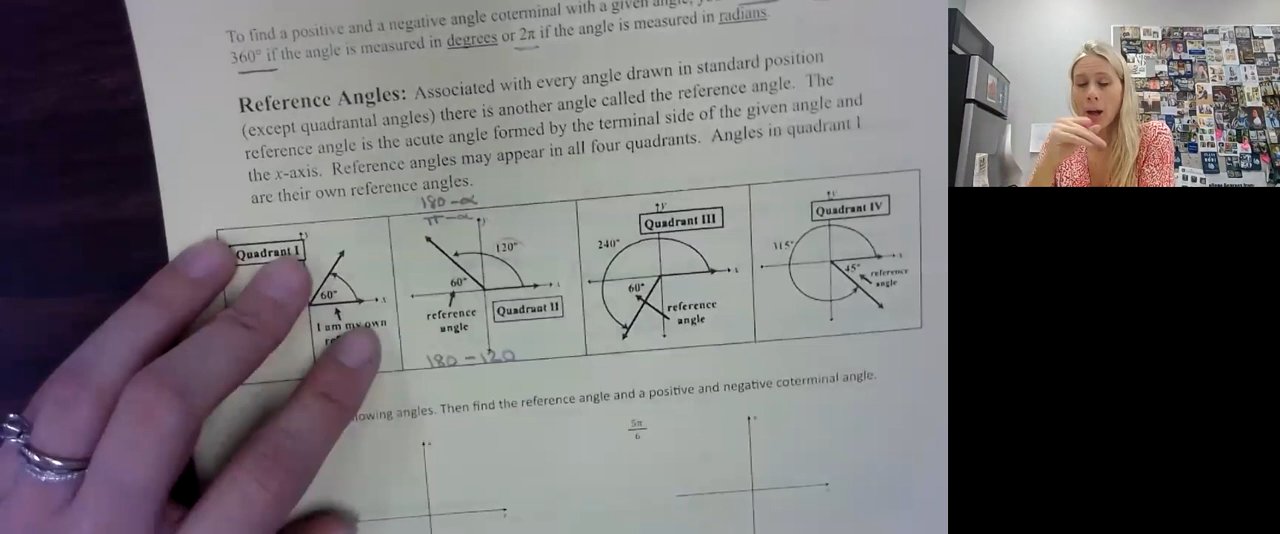 To find a positive and a negative angle coterminal with a given angle,
360° if the angle is measured in degrees or 2π if the angle is measured in radians.
Reference Angles: Associated with every angle drawn in standard position
(except quadrantal angles) there is another angle called the reference angle. The
reference angle is the acute angle formed by the terminal side of the given angle and
the x-axis. Reference angles may appear in all four quadrants. Angles in quadrant I
are their own reference angles.
Quadrant I
y
60°
x
I am my own
180-α
π-α
y
120°
60°
x
reference
angle
Quadrant II
180-120
y
Quadrant III
240°
x
60°
reference
angle
y
Quadrant IV
315°
x
45°
reference
angle
following angles. Then find the reference angle and a positive and negative coterminal angle.
5π
6